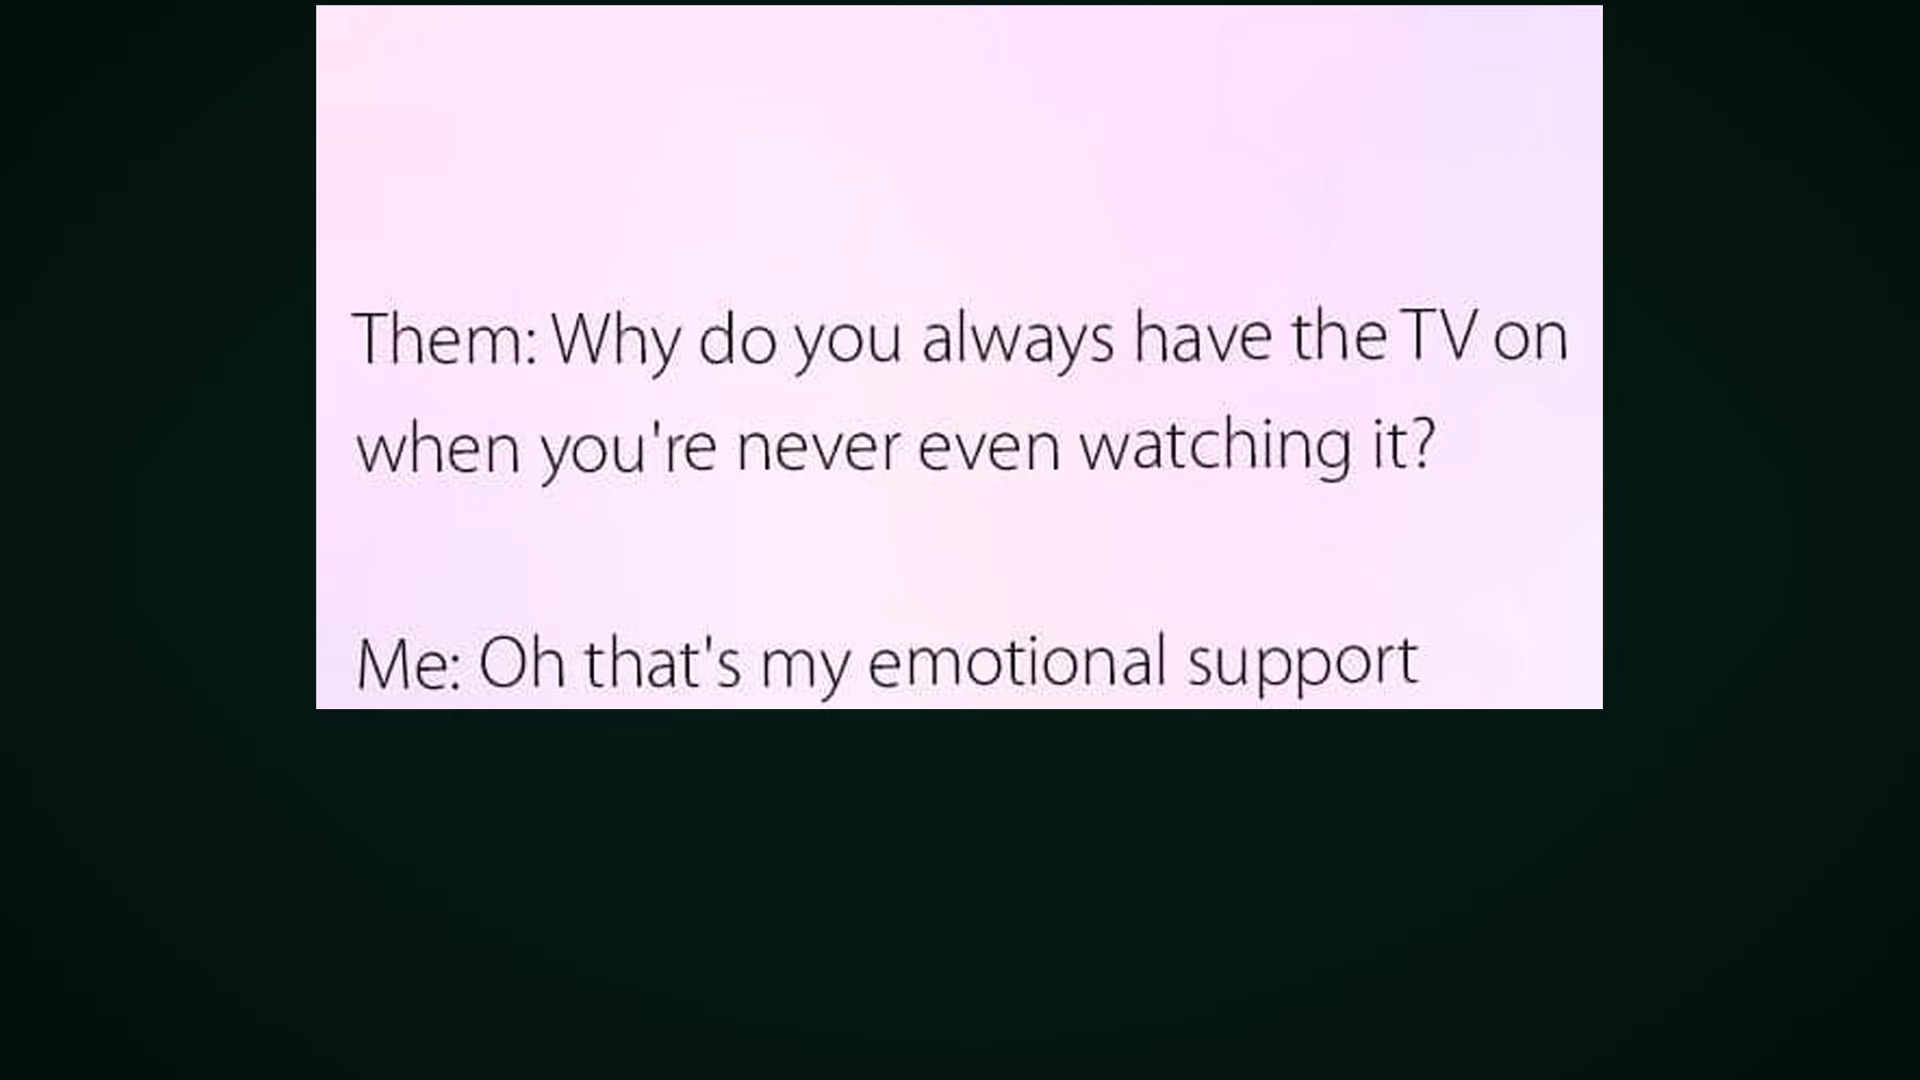 Them: Why do you always have the TV on
when you're never even watching it?
Me: Oh that's my emotional support